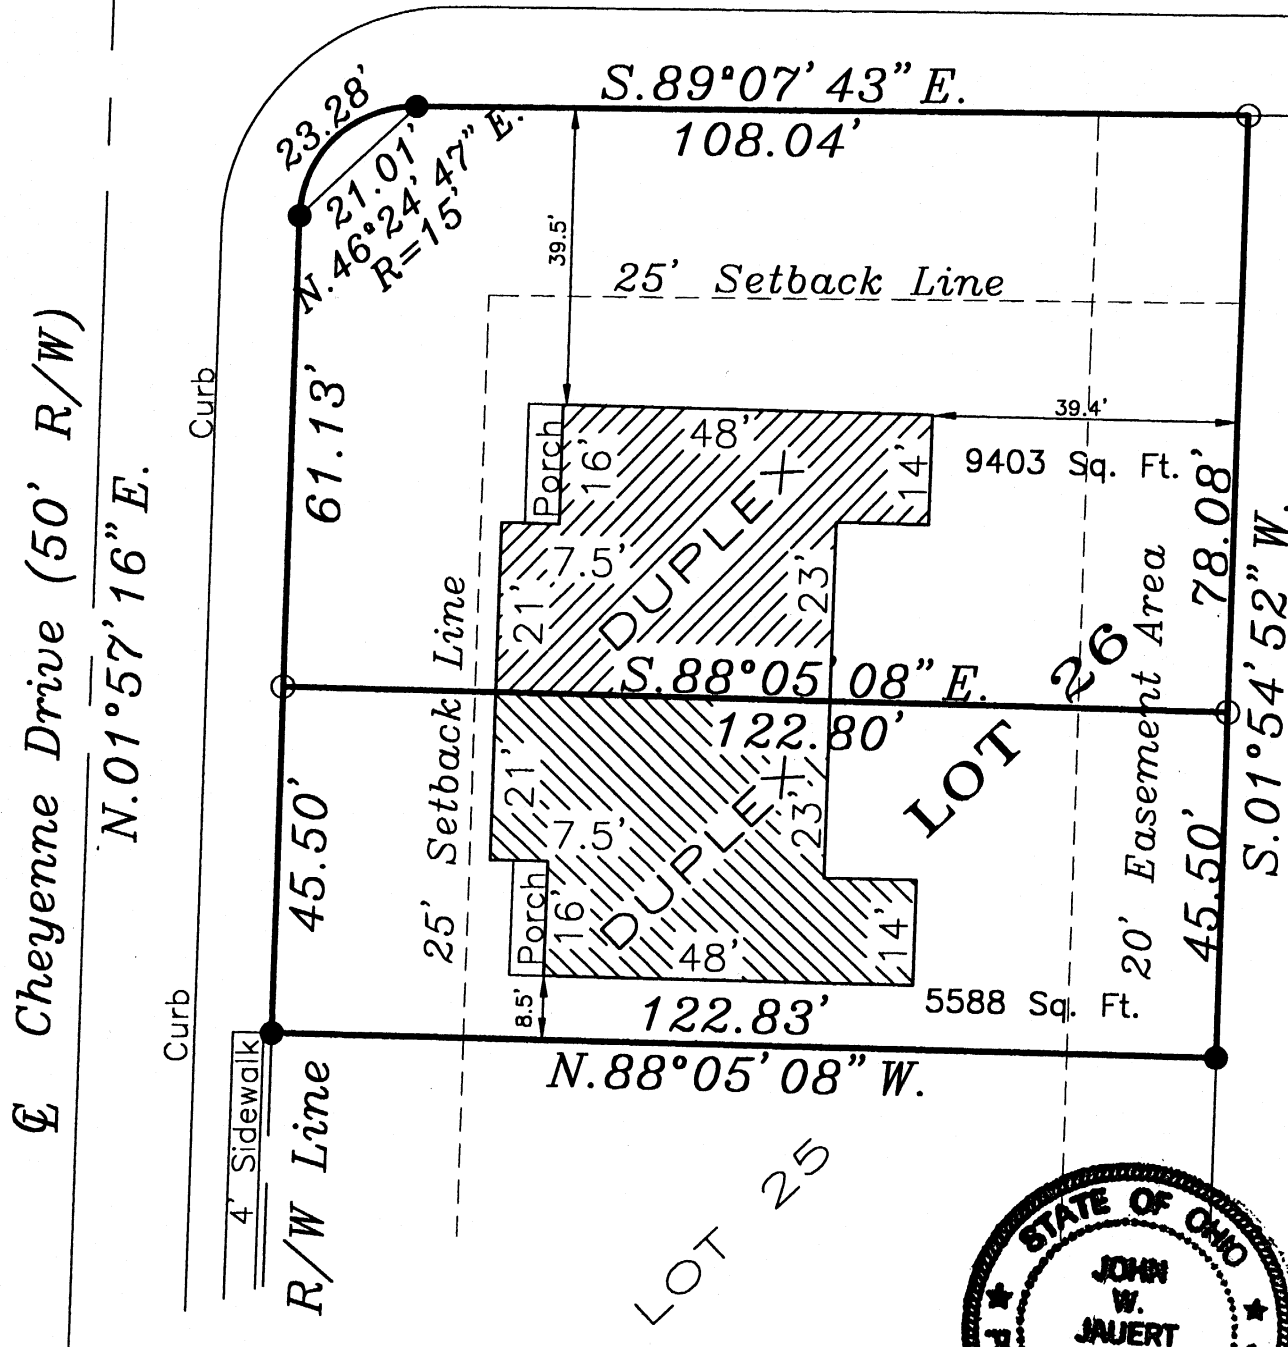 S.89°07'43" E.
108.04'
23.28'
21.01'
N.46°24'47" E.
R=15'
39.5'
25' Setback Line
Curb
61.13'
Porch
16'
48'
14'
39.4'
9403 Sq. Ft.
78.08'
7.5'
21'
DUPLEX
23'
S.88°05'08" E.
122.80'
LOT 26
20' Easement Area
S.01°54'52" W.
℄ Cheyenne Drive (50' R/W)
N.01°57'16" E.
25' Setback Line
45.50'
21'
7.5'
DUPLEX
23'
Porch
16'
48'
14'
45.50'
8.5'
122.83'
5588 Sq. Ft.
N.88°05'08" W.
Curb
4' Sidewalk
R/W Line
LOT 25
STATE OF OHIO
JOHN
W.
JAUERT